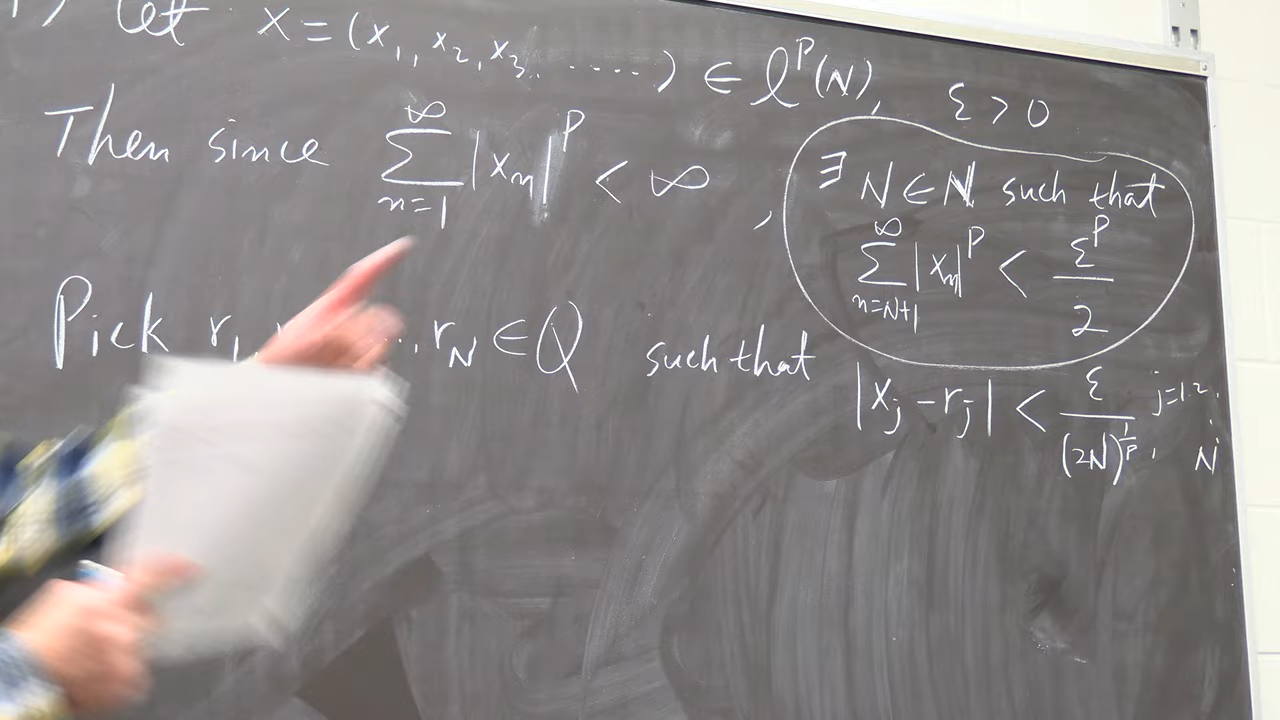 let x = (x₁, x₂, x₃, ......) ∈ ℓᵖ(ℕ), ε > 0
Then since ∑_{n=1}^{∞} |xₙ|ᵖ < ∞,
∃ N ∈ ℕ such that
∑_{n=N+1}^{∞} |xₙ|ᵖ < εᵖ/2
Pick r₁, ..., r_N ∈ Q such that
|xⱼ - rⱼ| < ε/(2N)^{1/p}, j=1,2, ., N